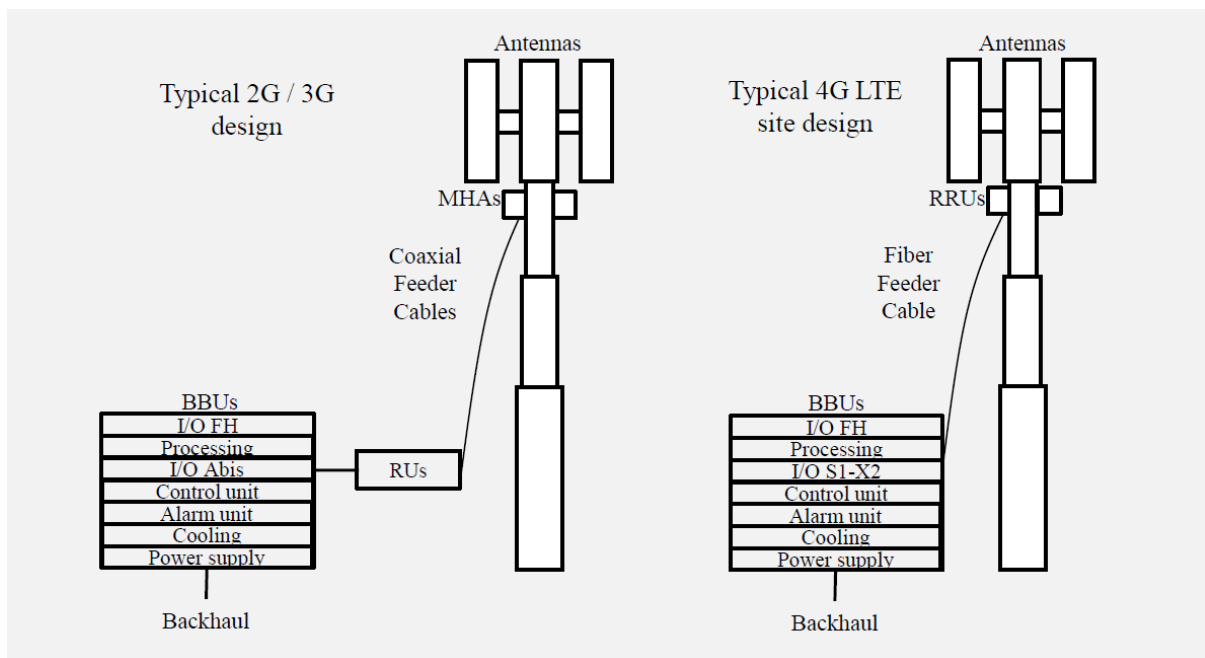 Antennas
Typical 2G / 3G
design
MHAs
Coaxial
Feeder
Cables
BBUs
I/O FH
Processing
I/O Abis
Control unit
Alarm unit
Cooling
Power supply
RUs
Backhaul
Antennas
Typical 4G LTE
site design
RRUs
Fiber
Feeder
Cable
BBUs
I/O FH
Processing
I/O S1-X2
Control unit
Alarm unit
Cooling
Power supply
Backhaul